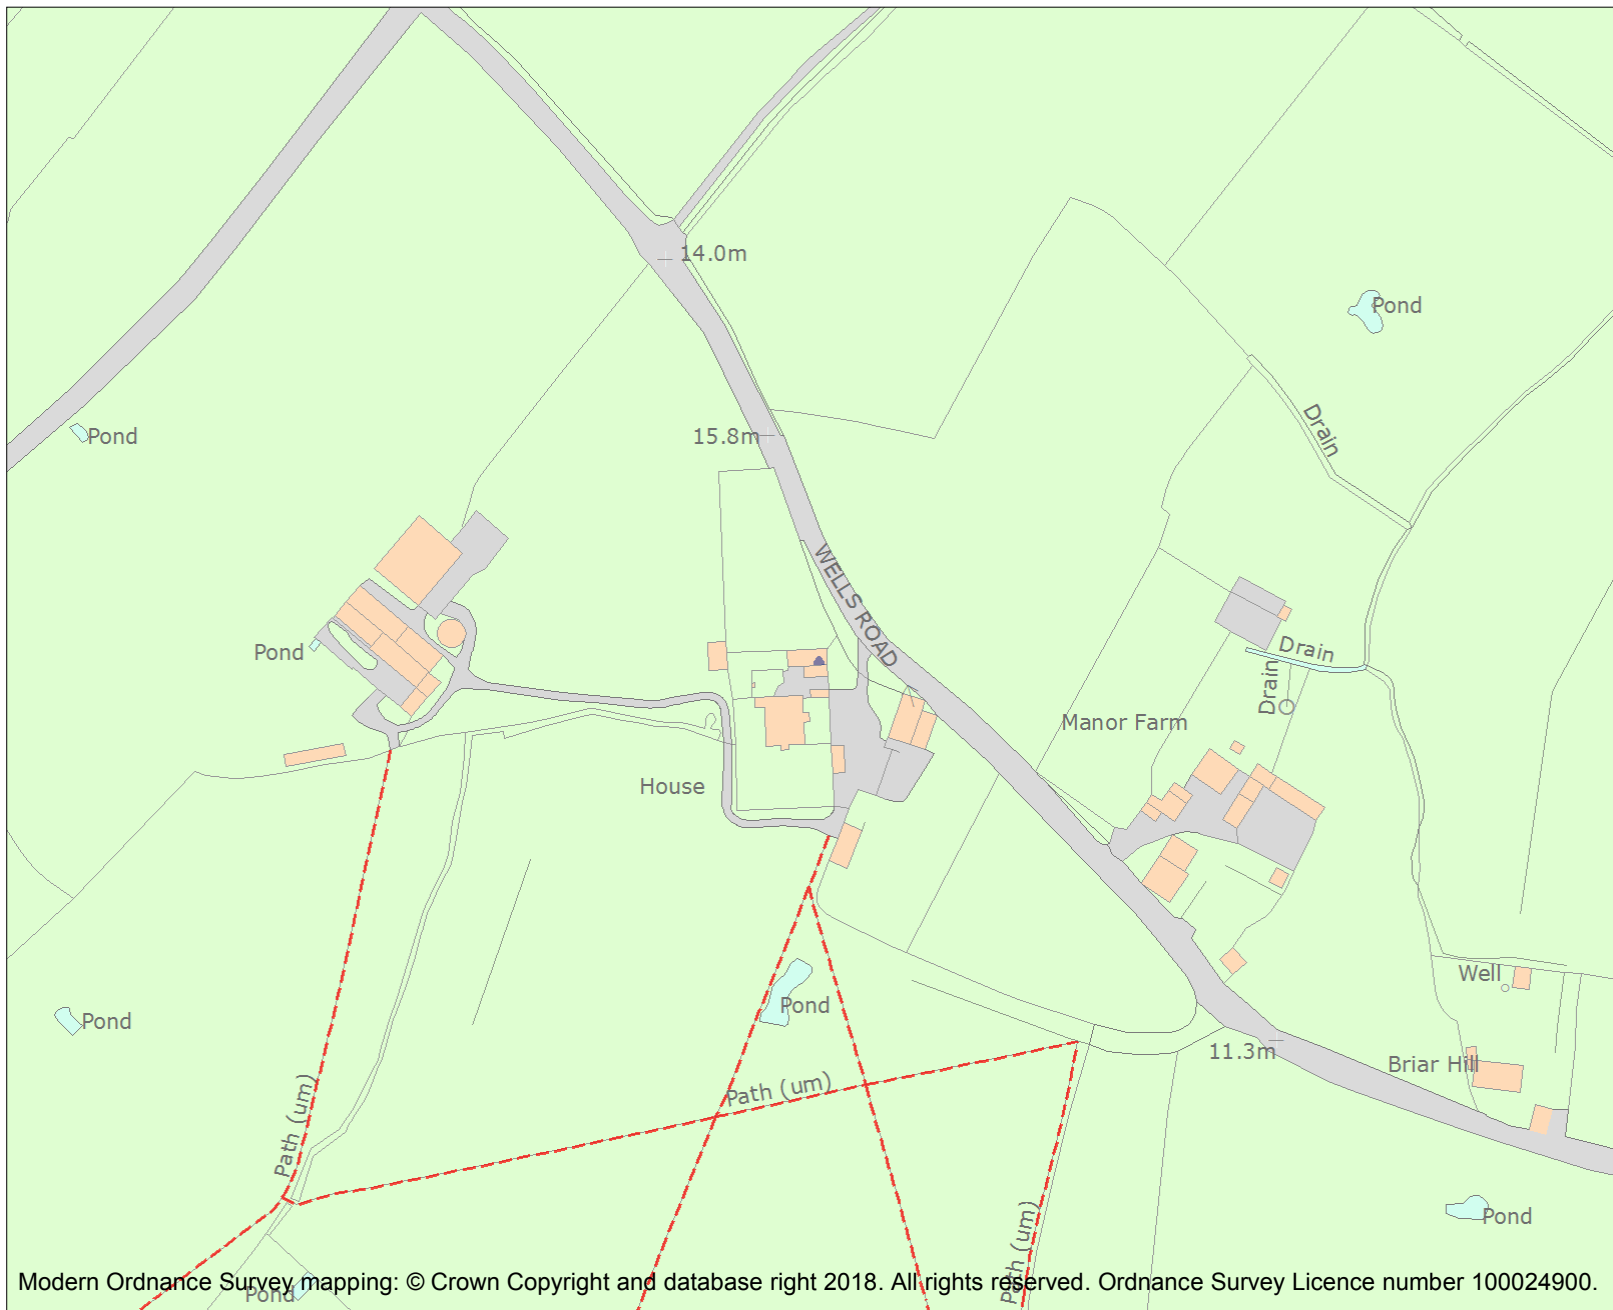 14.0m
Pond
Drain
Pond
15.8m
WELLS ROAD
Pond
Drain
Drain
Manor Farm
House
Well
Pond
Pond
11.3m
Briar Hill
Path (um)
Path (um)
Path (um)
Pond
Pond
Modern Ordnance Survey mapping: © Crown Copyright and database right 2018. All rights reserved. Ordnance Survey Licence number 100024900.